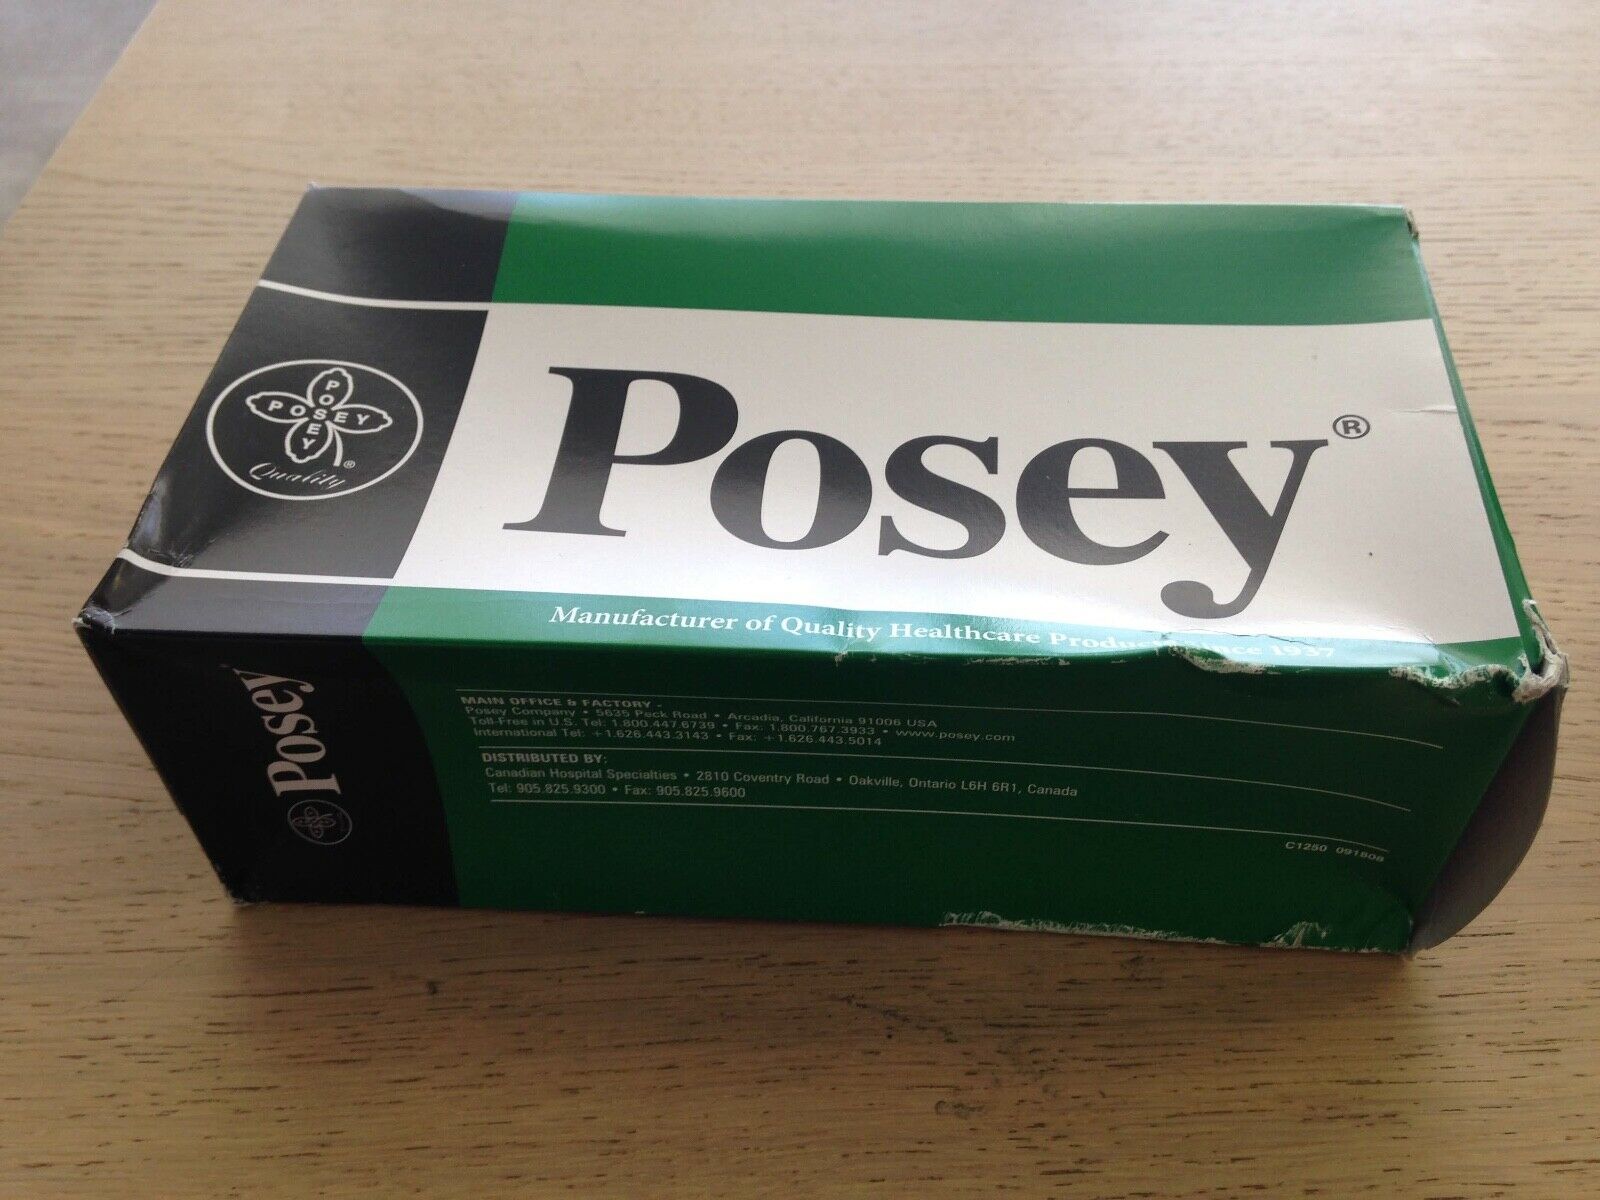 POSEY
POSEY
Quality ®
Posey®
Manufacturer of Quality Healthcare 1937
Posey
MAIN OFFICE & FACTORY -
Posey Company • 5635 Peck Road • Arcadia, California 91006 USA
Toll-Free in U.S. Tel: 1.800.447.6739 • Fax: 1.800.767.3933 • www.posey.com
International Tel: +1.626.443.3143 • Fax: +1.626.443.5014
DISTRIBUTED BY:
Canadian Hospital Specialties • 2810 Coventry Road • Oakville, Ontario L6H 6R1, Canada
Tel: 905.825.9300 • Fax: 905.825.9600
C1250 091808